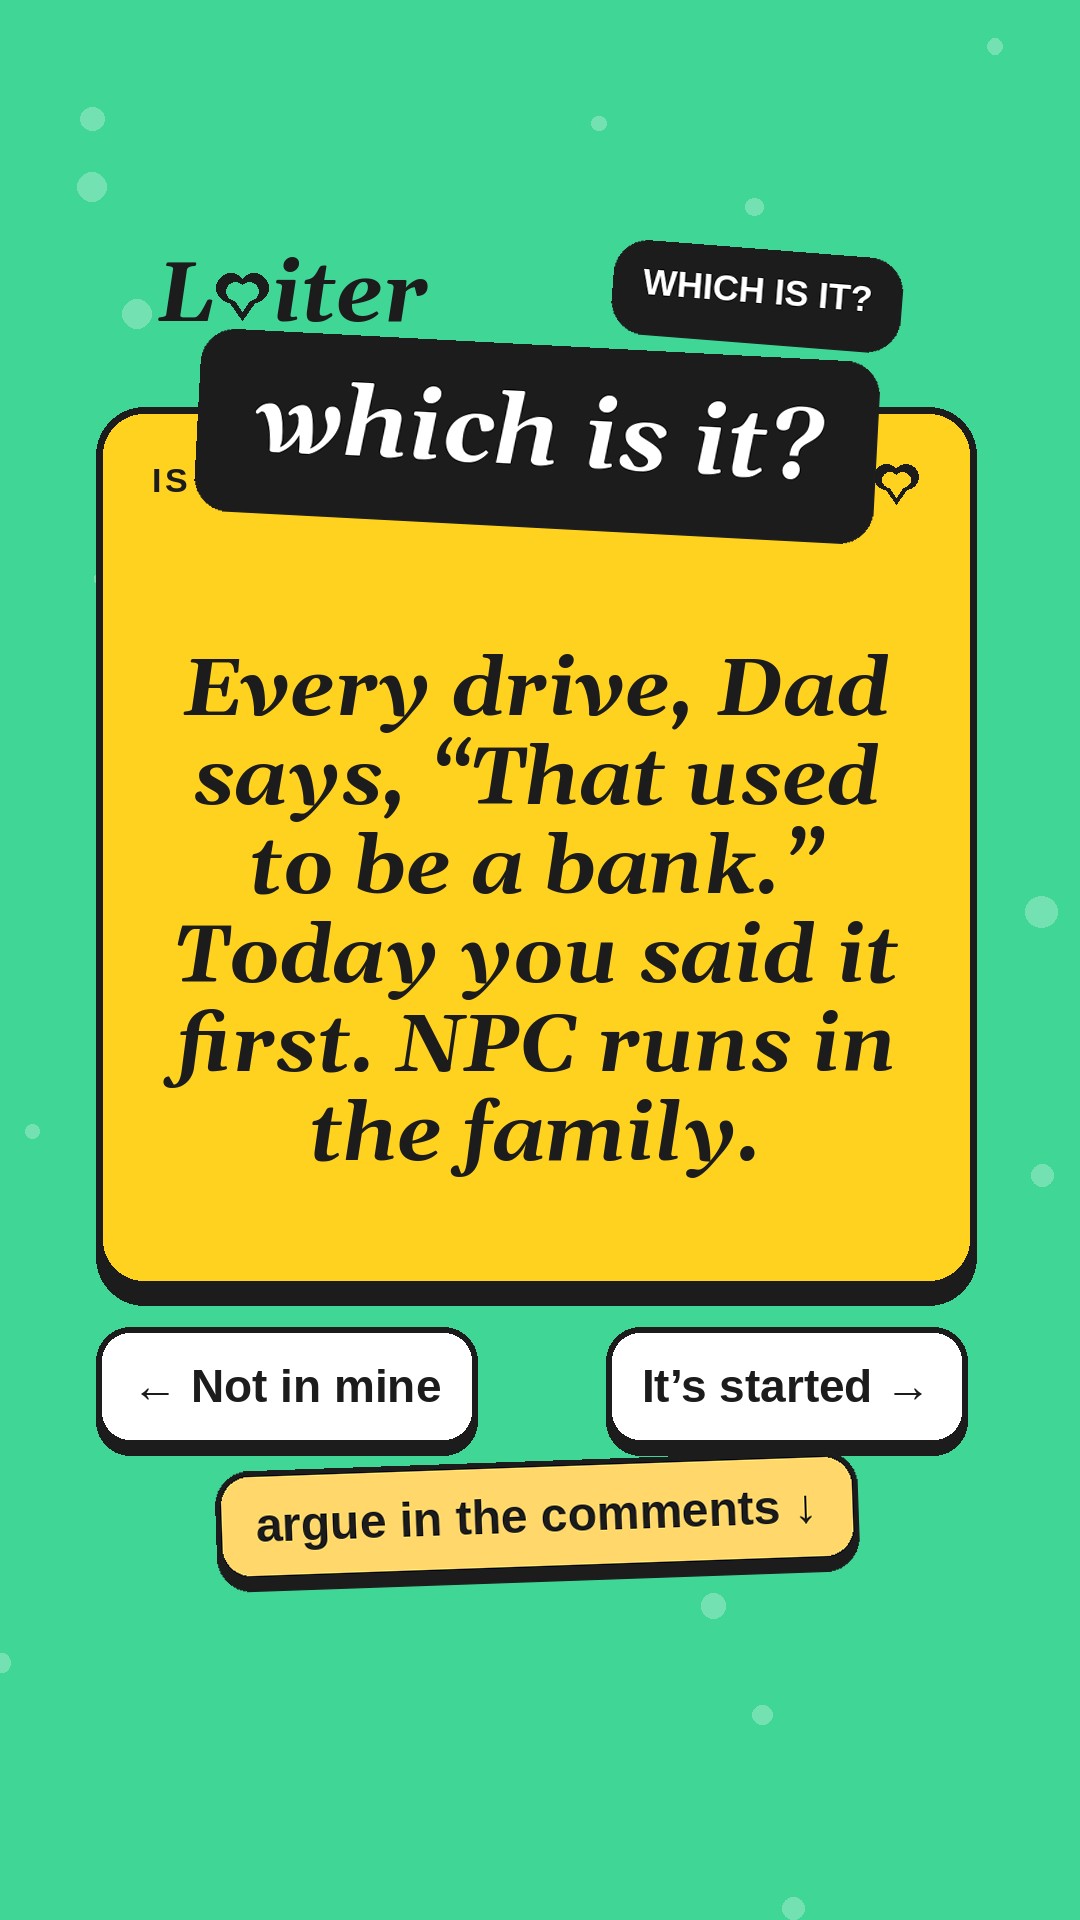 L♡iter
WHICH IS IT?
which is it?
IS
Every drive, Dad
says, “That used
to be a bank.”
Today you said it
first. NPC runs in
the family.
← Not in mine
It’s started →
argue in the comments ↓